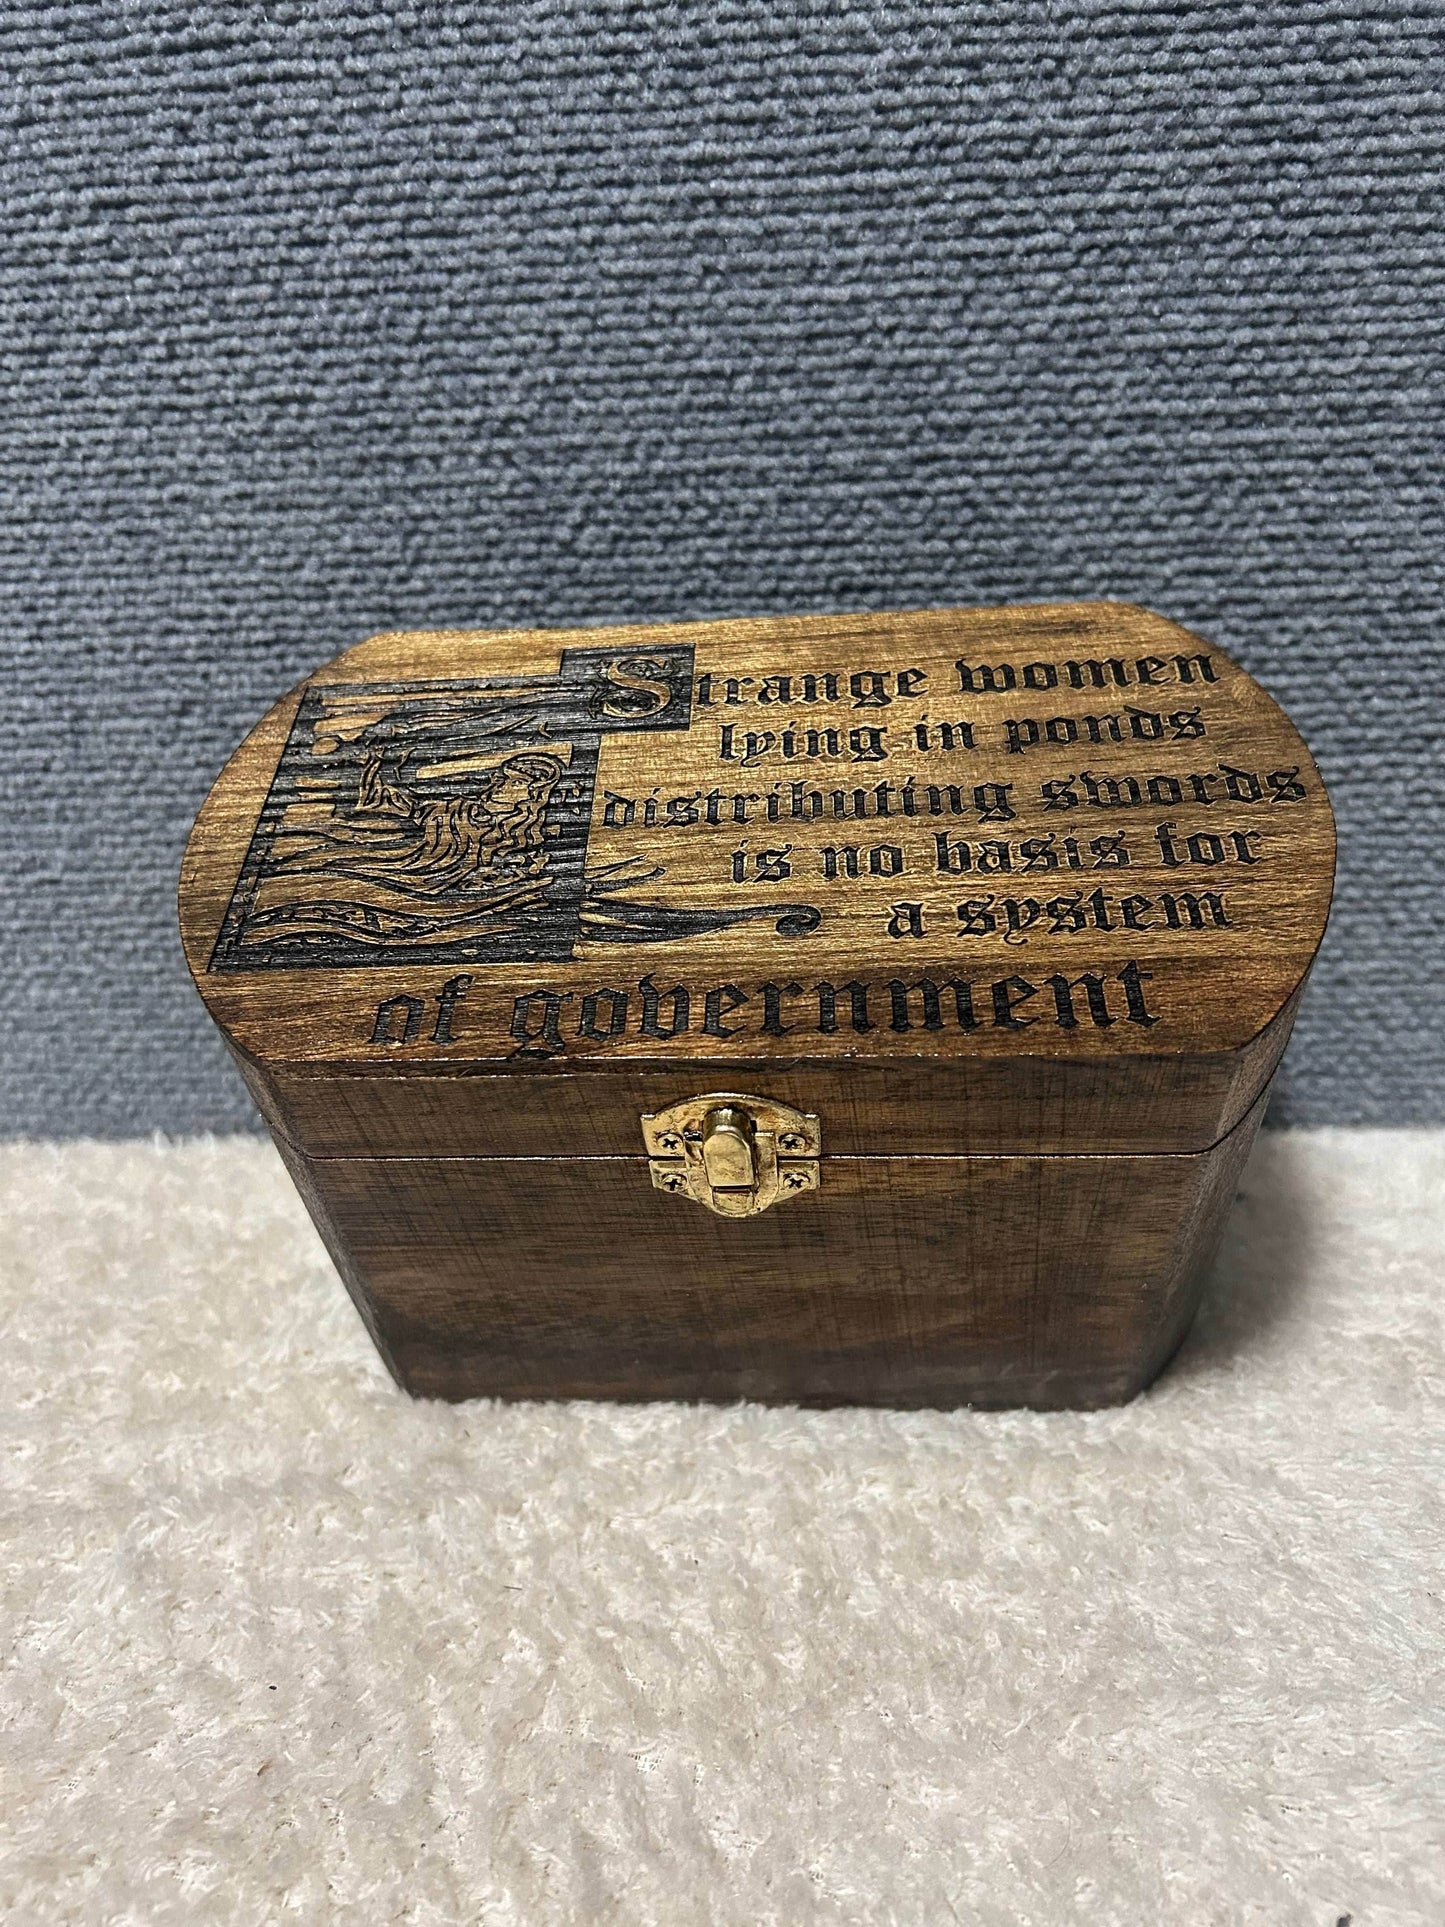 Strange women
lying in ponds
distributing swords
is no basis for
a system
of government